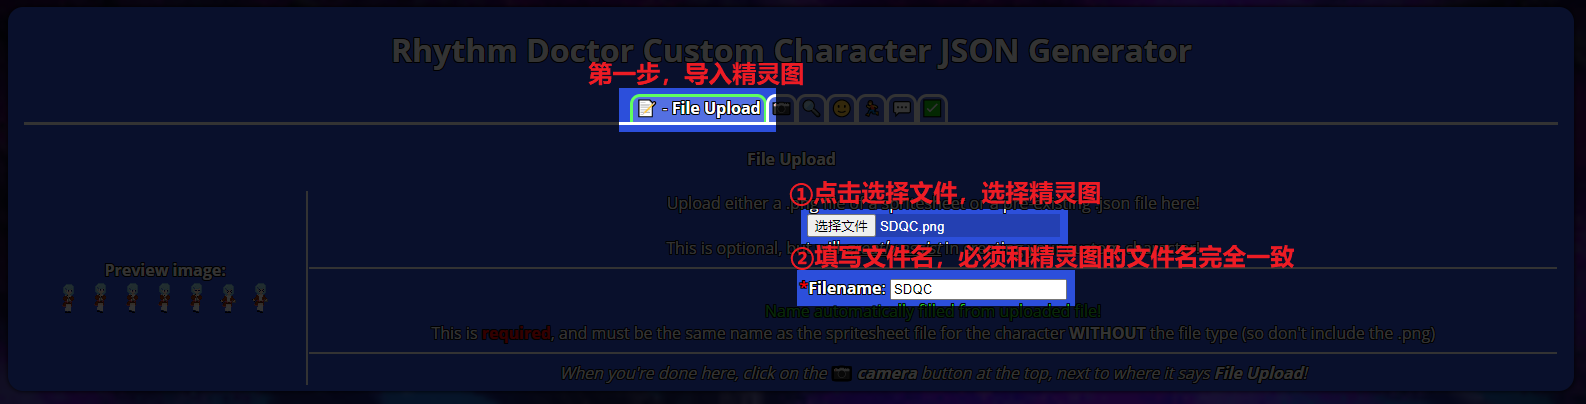 Rhythm Doctor Custom Character JSON Generator
第一步，导入精灵图
- File Upload
File Upload
①点击选择文件，选择精灵图
Upload either a .png file of a spritesheet or a pre-existing .json file here!
选择文件 SDQC.png
This is optional, but
②填写文件名，必须和精灵图的文件名完全一致
Preview image:
*Filename: SDQC
Name automatically filled from uploaded file!
This is required, and must be the same name as the spritesheet file for the character WITHOUT the file type (so don't include the .png)
When you're done here, click on the camera button at the top, next to where it says File Upload!